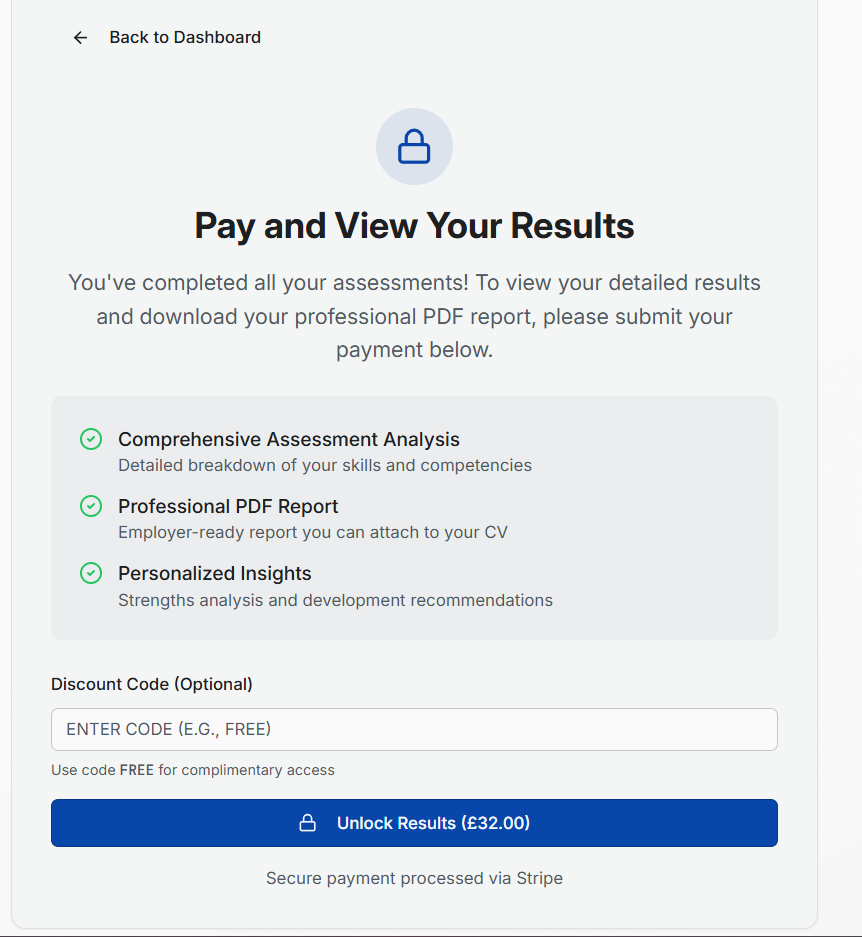 Back to Dashboard
Pay and View Your Results
You've completed all your assessments! To view your detailed results
and download your professional PDF report, please submit your
payment below.
Comprehensive Assessment Analysis
Detailed breakdown of your skills and competencies
Professional PDF Report
Employer-ready report you can attach to your CV
Personalized Insights
Strengths analysis and development recommendations
Discount Code (Optional)
ENTER CODE (E.G., FREE)
Use code FREE for complimentary access
Unlock Results (£32.00)
Secure payment processed via Stripe